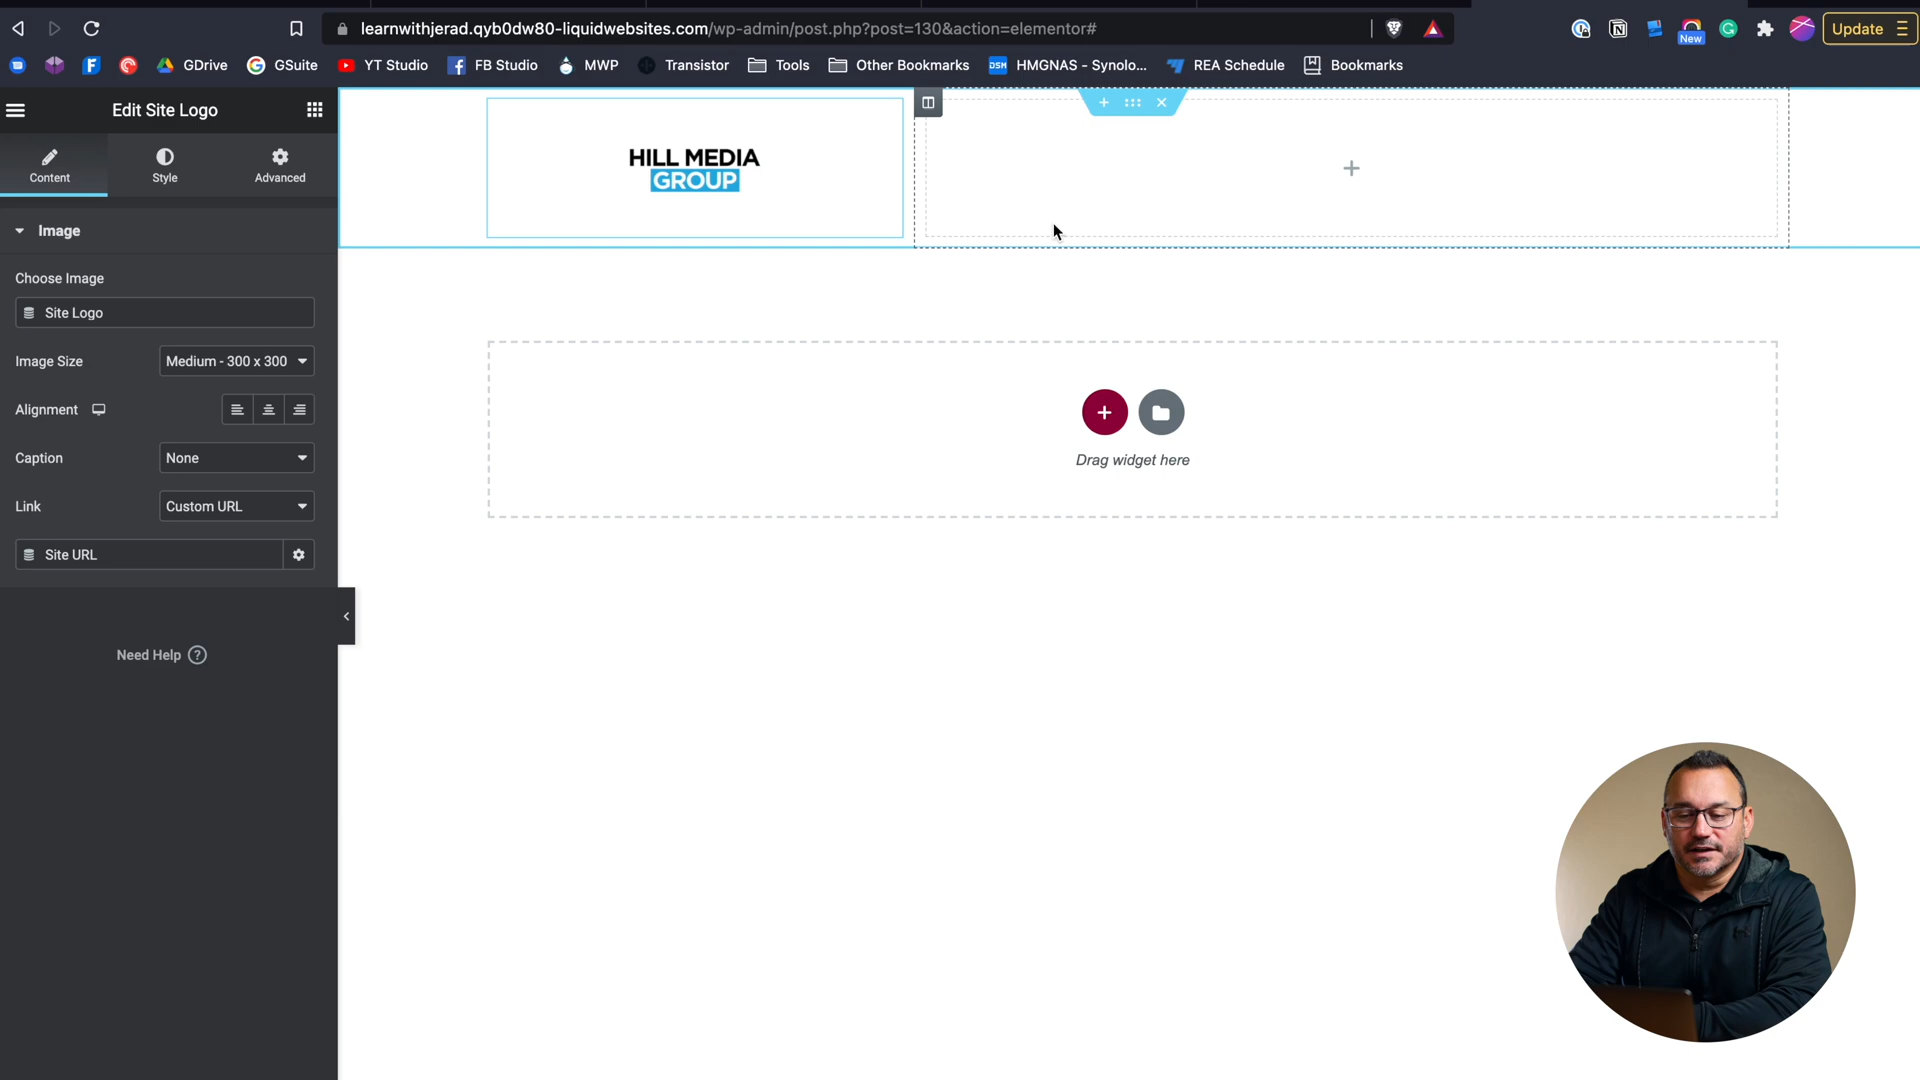 learnwithjerad.qyb0dw80-liquidwebsites.com/wp-admin/post.php?post=130&action=elementor#
New
Update
GDrive
GSuite
YT Studio
FB Studio
MWP
Transistor
Tools
Other Bookmarks
DSM
HMGNAS - Synolo...
REA Schedule
Bookmarks
Edit Site Logo
Content
Style
Advanced
Image
Choose Image
Site Logo
Image Size
Medium - 300 x 300
Alignment
Caption
None
Link
Custom URL
Site URL
Need Help ?
HILL MEDIA
GROUP
Drag widget here